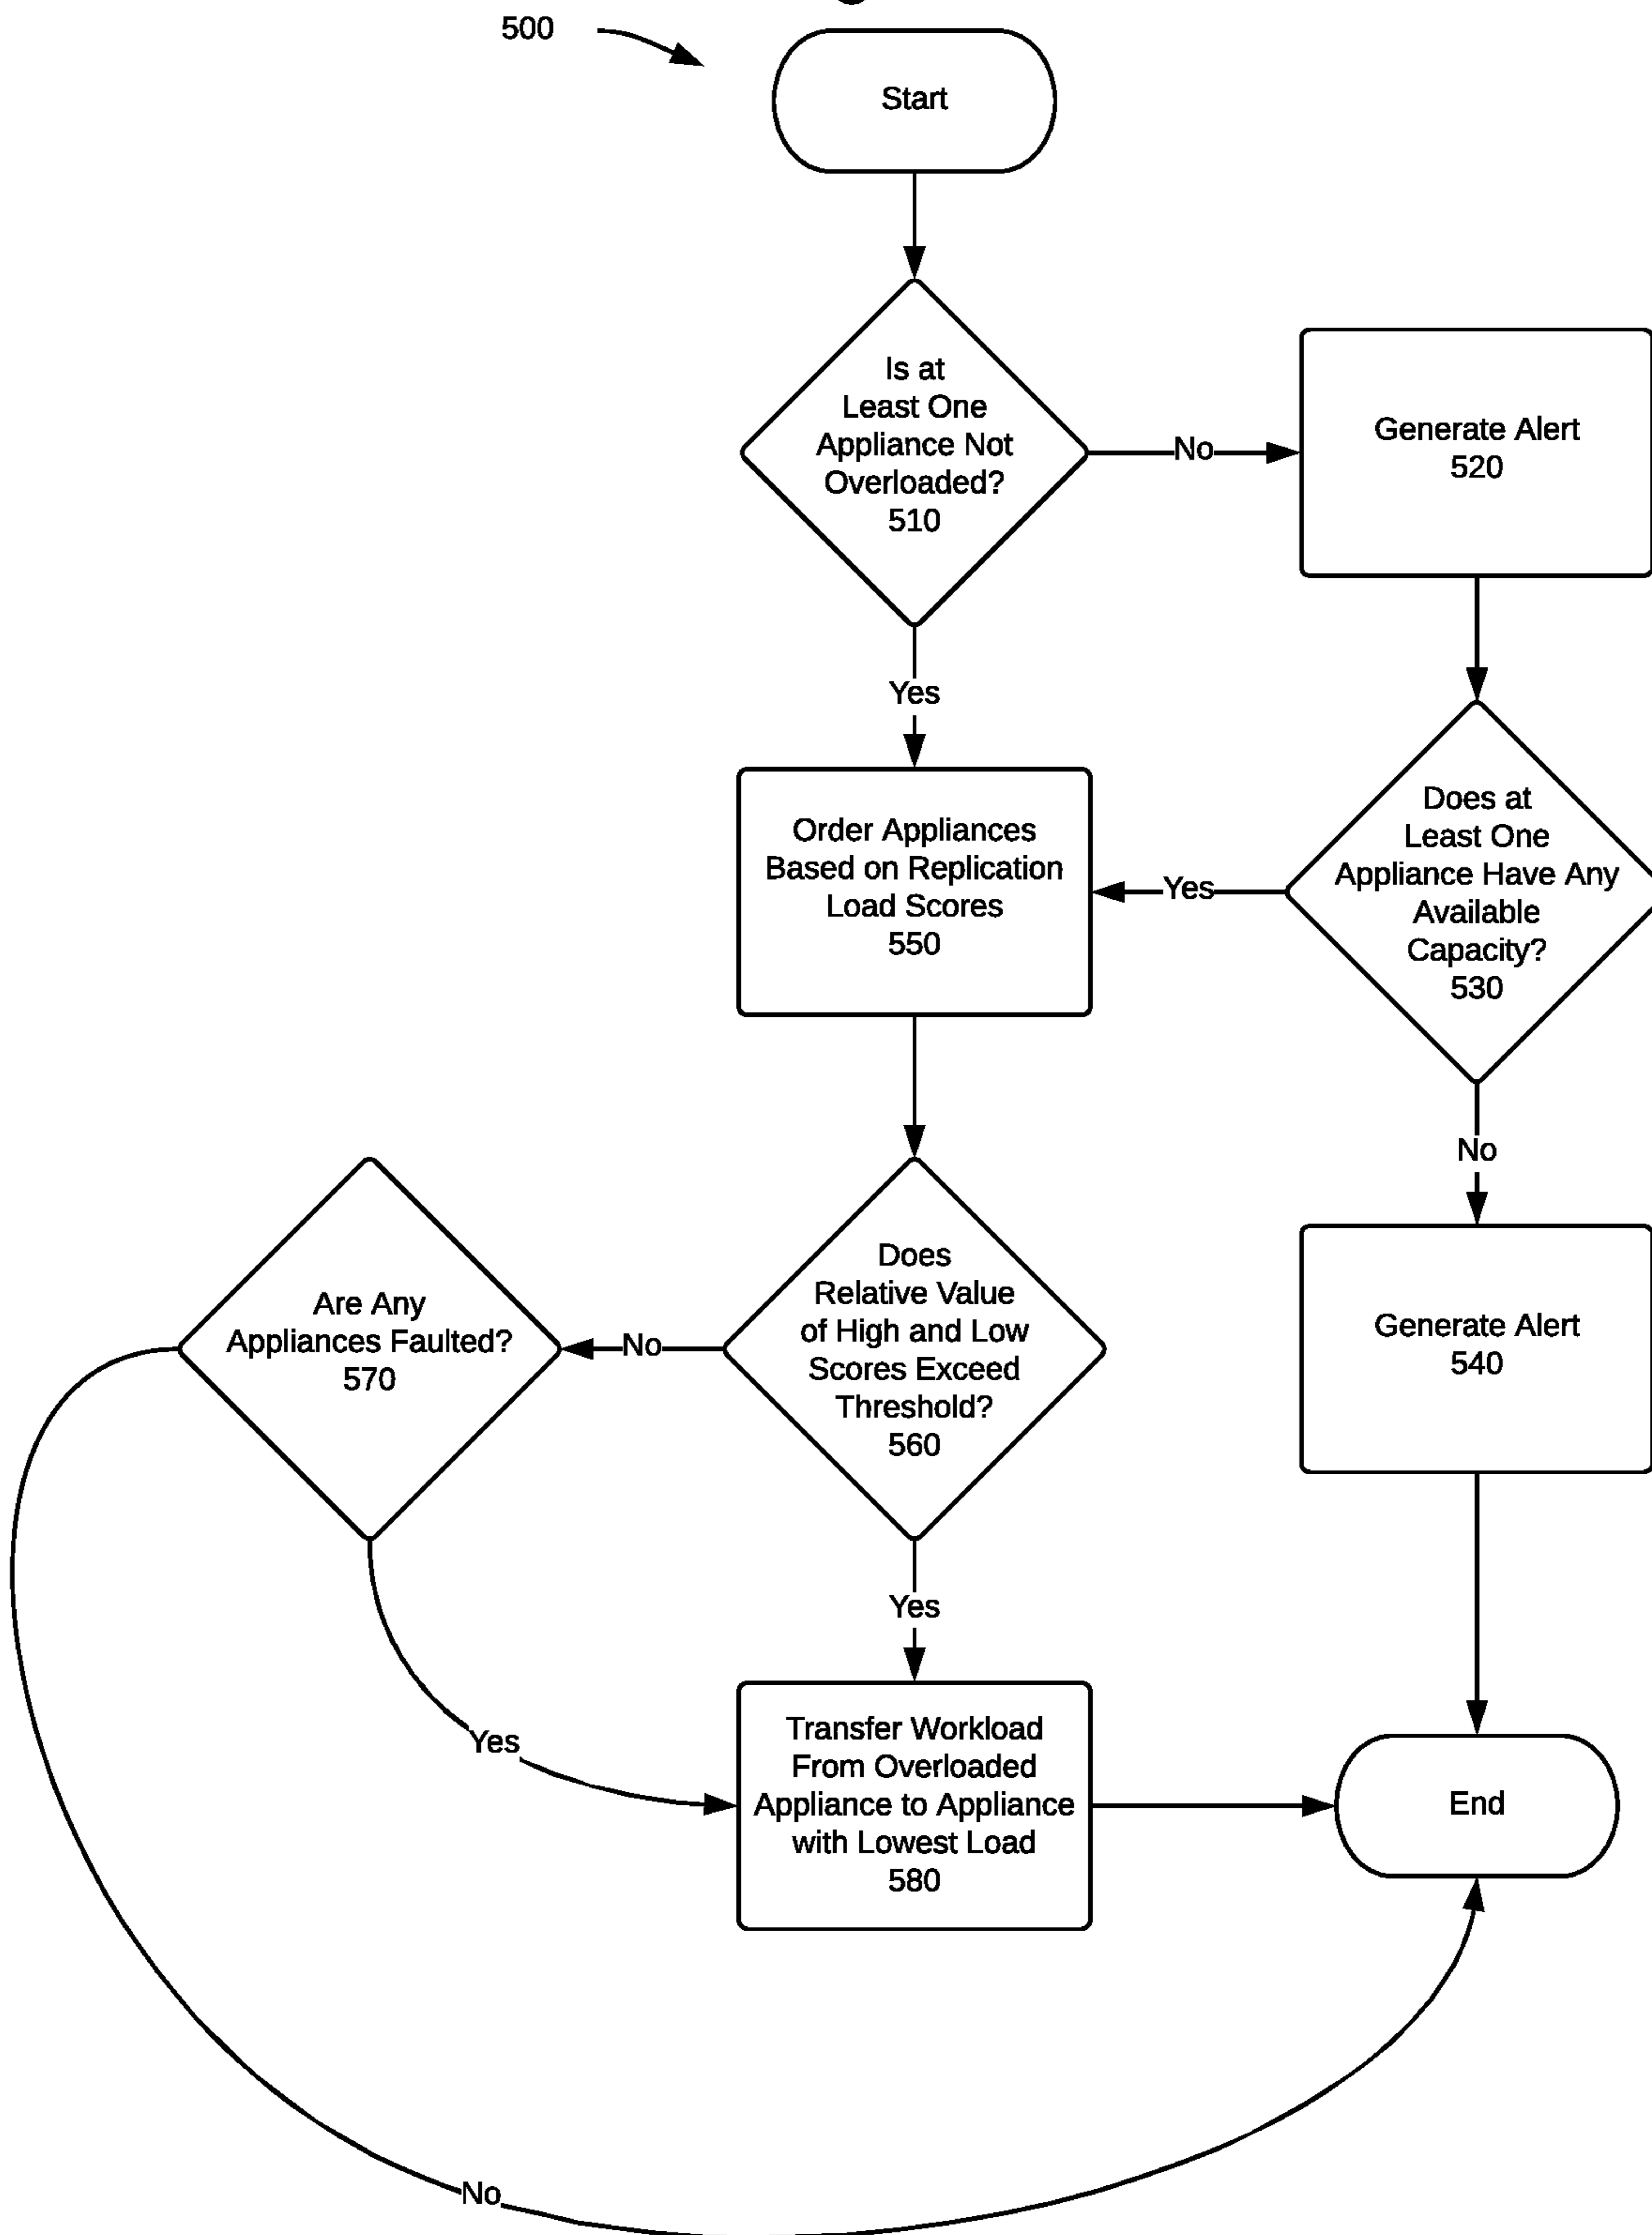 500
Start
Is at
Least One
Appliance Not
Overloaded?
510
No
Generate Alert
520
Yes
Order Appliances
Based on Replication
Load Scores
550
Yes
Does at
Least One
Appliance Have Any
Available
Capacity?
530
No
Are Any
Appliances Faulted?
570
No
Does
Relative Value
of High and Low
Scores Exceed
Threshold?
560
Generate Alert
540
Yes
Yes
Transfer Workload
From Overloaded
Appliance to Appliance
with Lowest Load
580
End
No